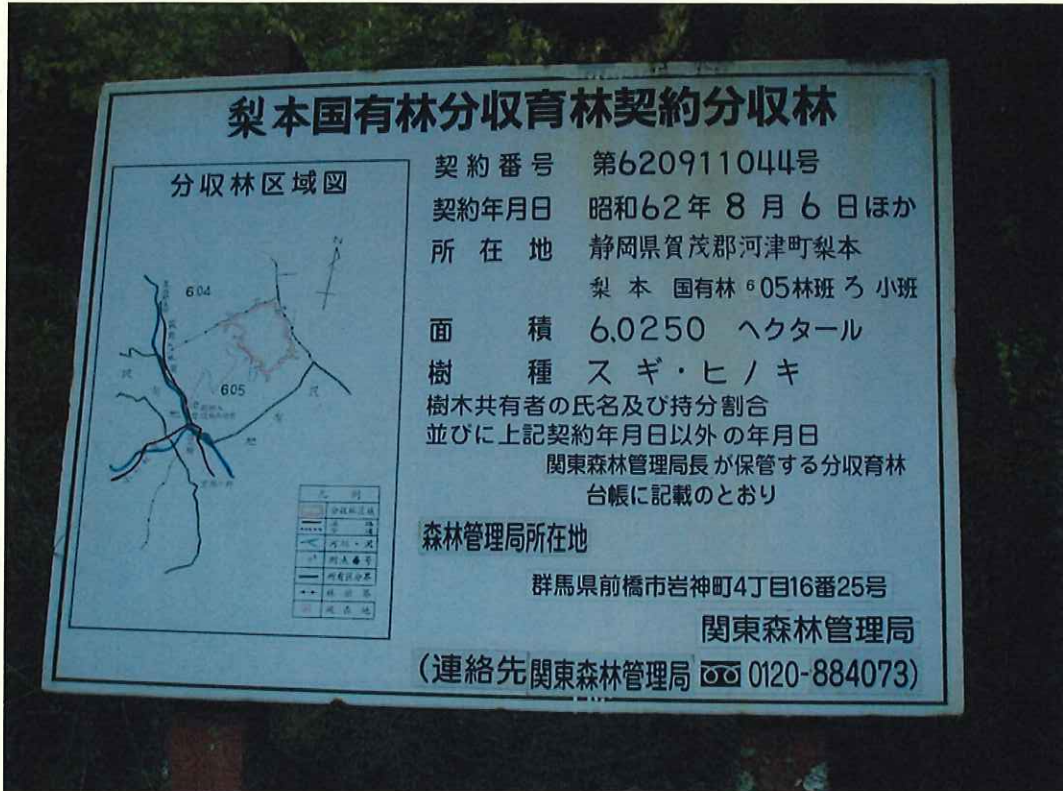 梨本国有林分収育林契約分収林
分収林区域図
N
604
605
凡例
分収林区域
河川・沢
契約番号 第620911044号
契約年月日 昭和62年8月6日ほか
所在地 静岡県賀茂郡河津町梨本
梨本 国有林 605林班ろ小班
面積 6.0250 ヘクタール
樹種 スギ・ヒノキ
樹木共有者の氏名及び持分割合
並びに上記契約年月日以外の年月日
関東森林管理局長が保管する分収育林
台帳に記載のとおり
森林管理局所在地
群馬県前橋市岩神町4丁目16番25号
関東森林管理局
(連絡先関東森林管理局 0120-884073)